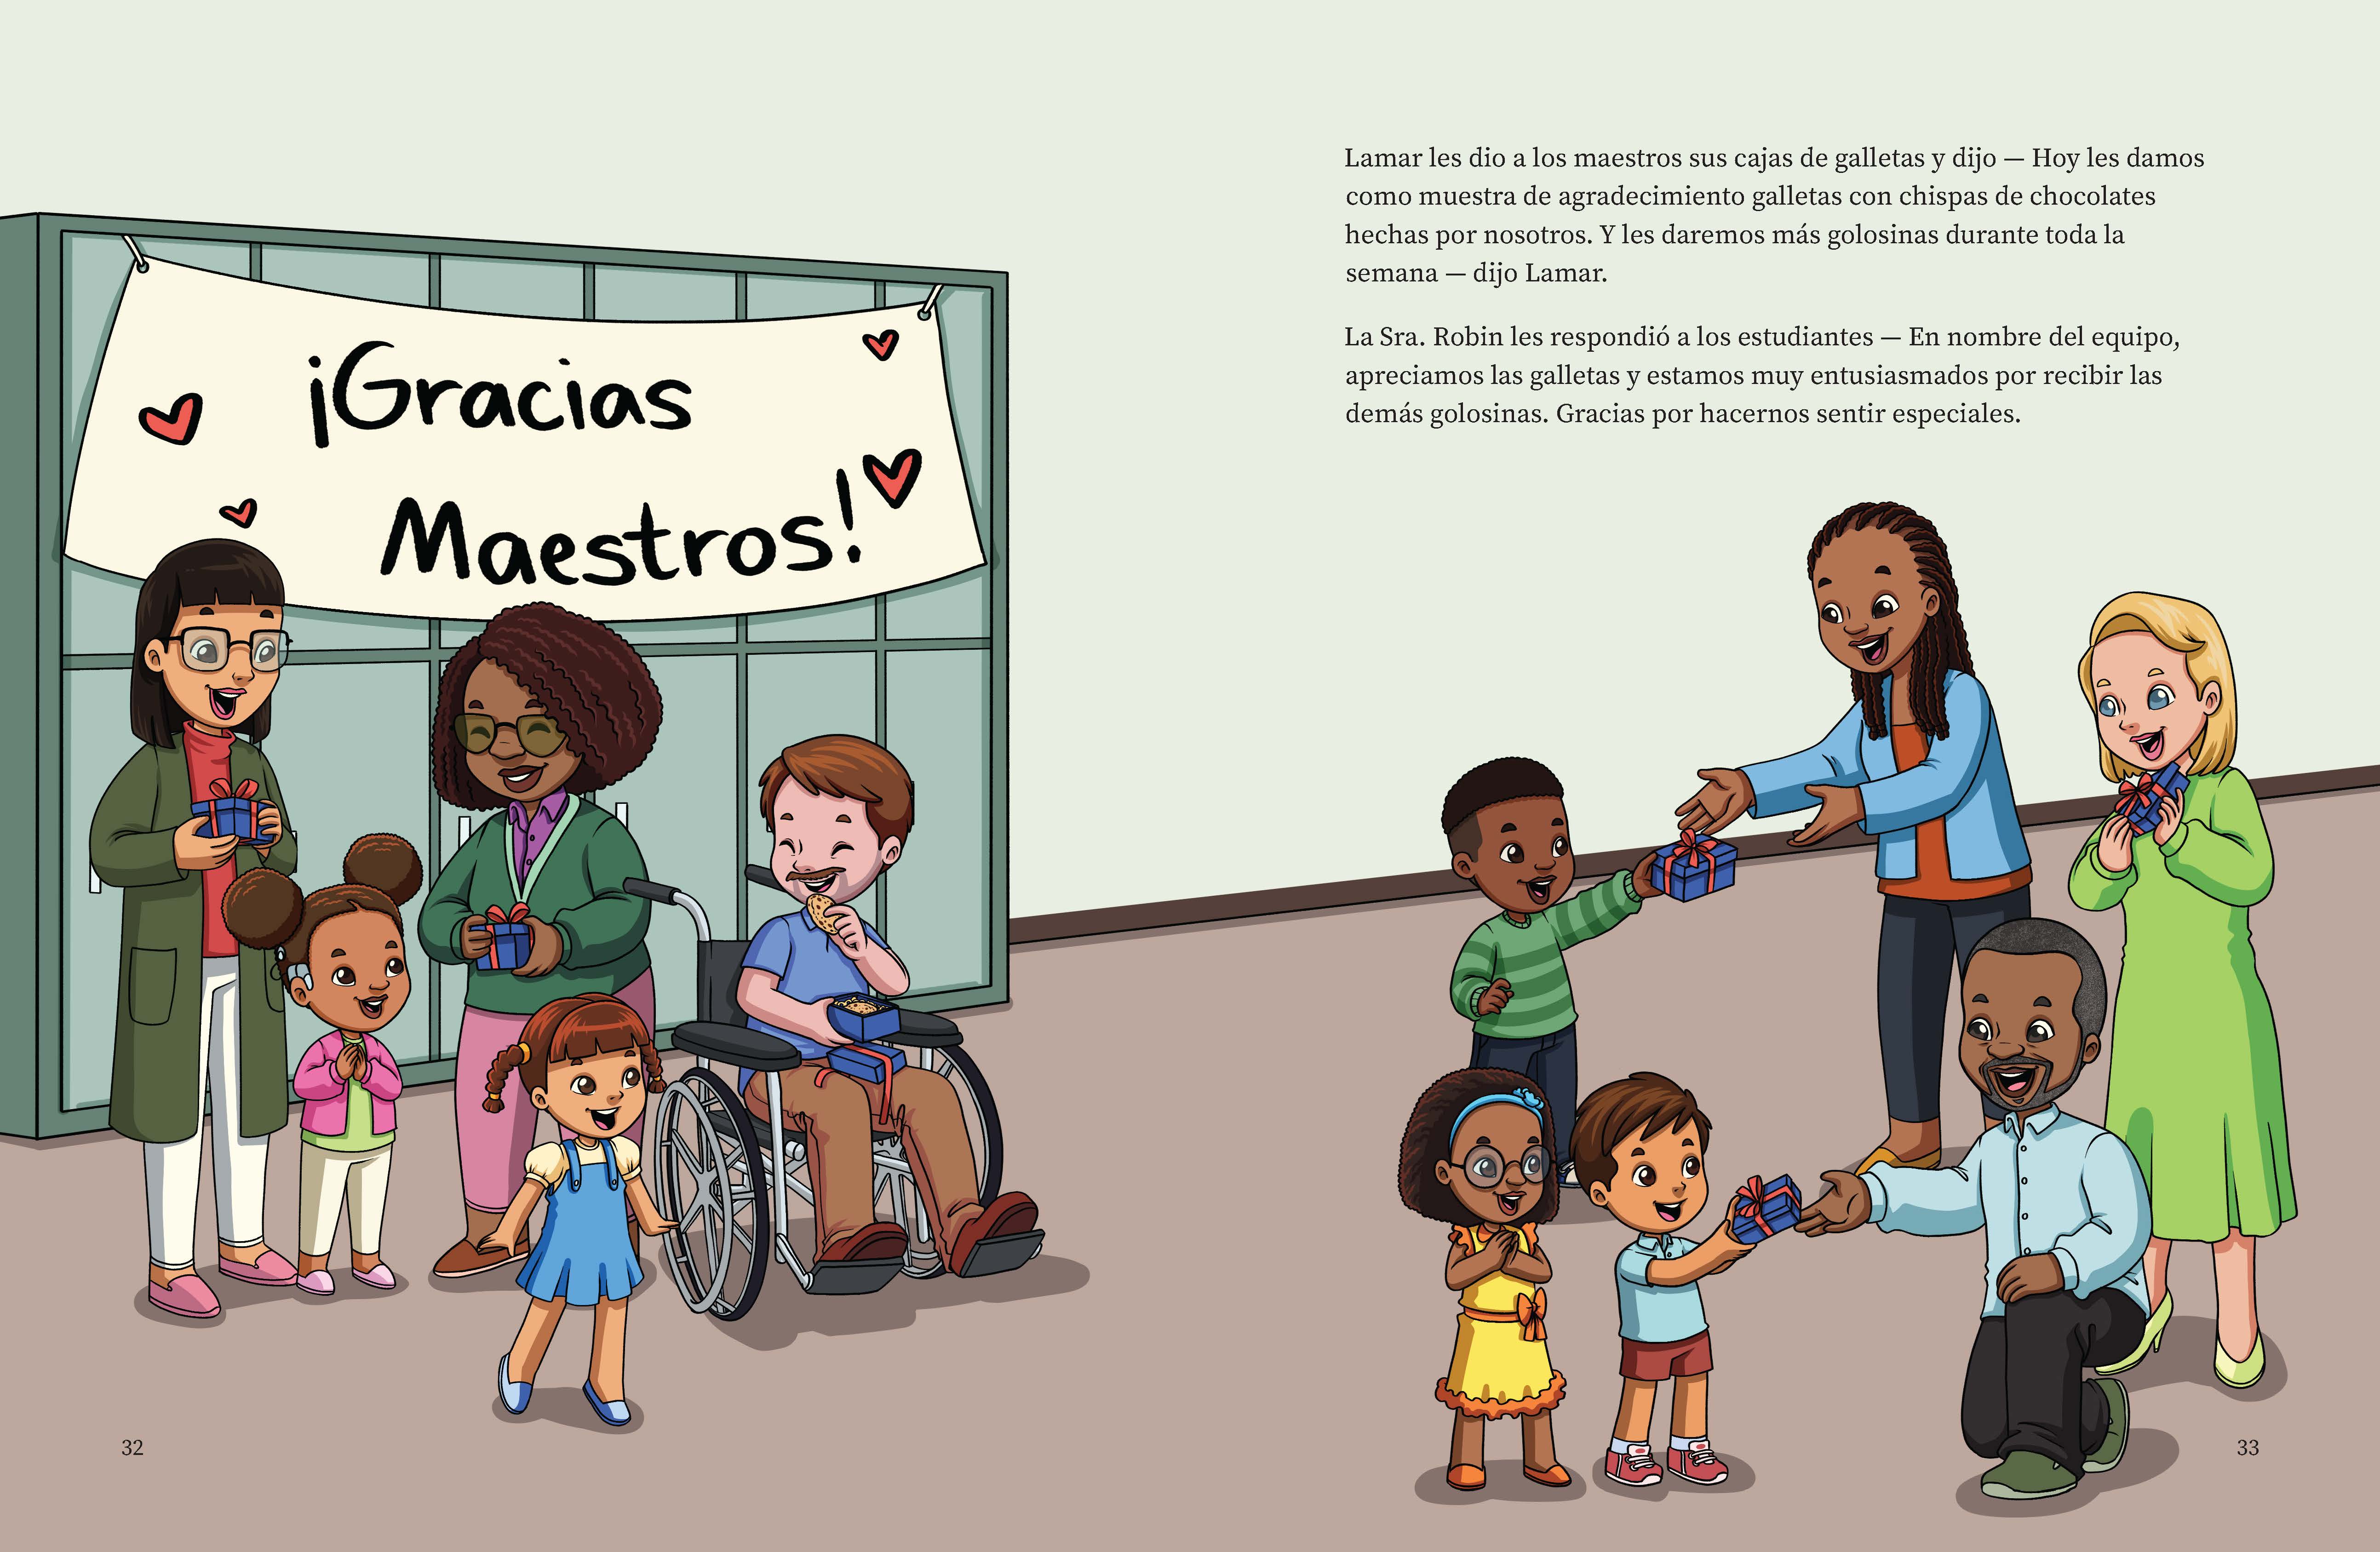 ¡Gracias
Maestros!
Lamar les dio a los maestros sus cajas de galletas y dijo — Hoy les damos
como muestra de agradecimiento galletas con chispas de chocolates
hechas por nosotros. Y les daremos más golosinas durante toda la
semana — dijo Lamar.
La Sra. Robin les respondió a los estudiantes — En nombre del equipo,
apreciamos las galletas y estamos muy entusiasmados por recibir las
demás golosinas. Gracias por hacernos sentir especiales.
32
33